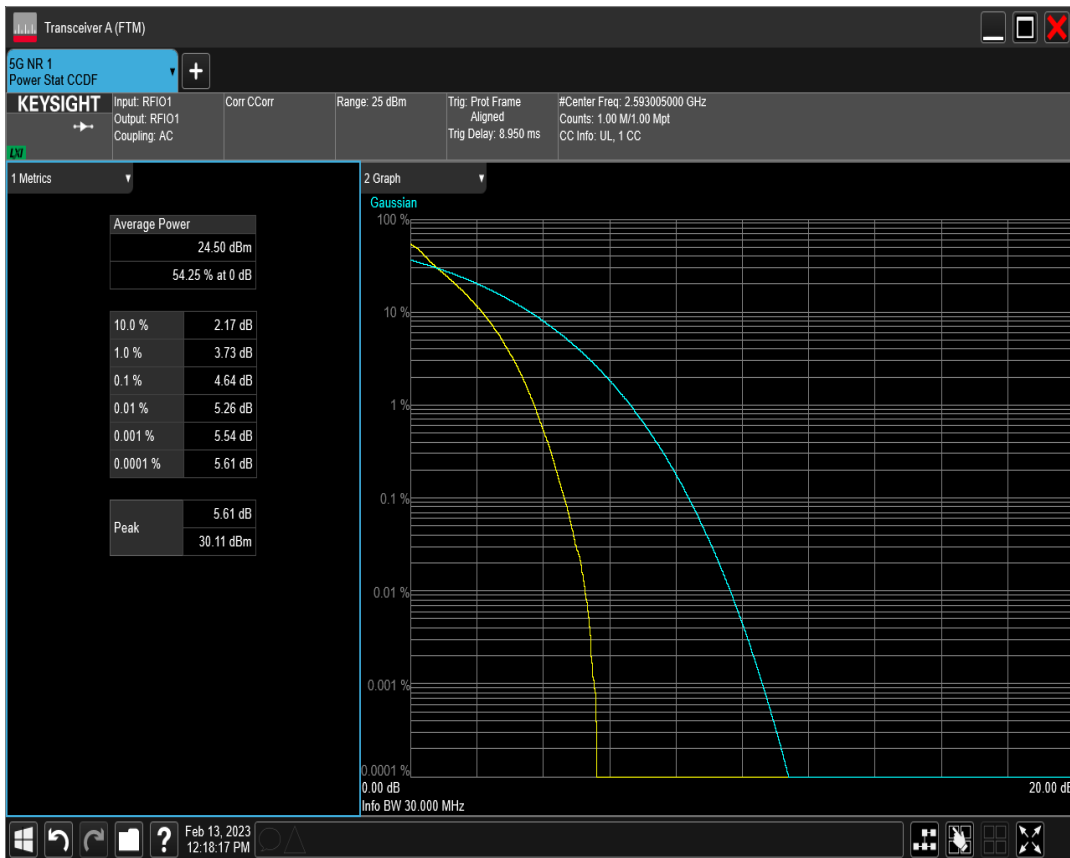 Transceiver A (FTM)
5G NR 1
Power Stat CCDF
+
KEYSIGHT
LXI
Input: RFIO1
Output: RFIO1
Coupling: AC
Corr CCorr
Range: 25 dBm
Trig: Prot Frame
Aligned
Trig Delay: 8.950 ms
#Center Freq: 2.593005000 GHz
Counts: 1.00 M/1.00 Mpt
CC Info: UL, 1 CC
1 Metrics
Average Power
24.50 dBm
54.25 % at 0 dB
10.0 % 2.17 dB
1.0 % 3.73 dB
0.1 % 4.64 dB
0.01 % 5.26 dB
0.001 % 5.54 dB
0.0001 % 5.61 dB
Peak
5.61 dB
30.11 dBm
2 Graph
Gaussian
100 %
10 %
1 %
0.1 %
0.01 %
0.001 %
0.0001 %
0.00 dB 20.00 dB
Info BW 30.000 MHz
?
Feb 13, 2023
12:18:17 PM